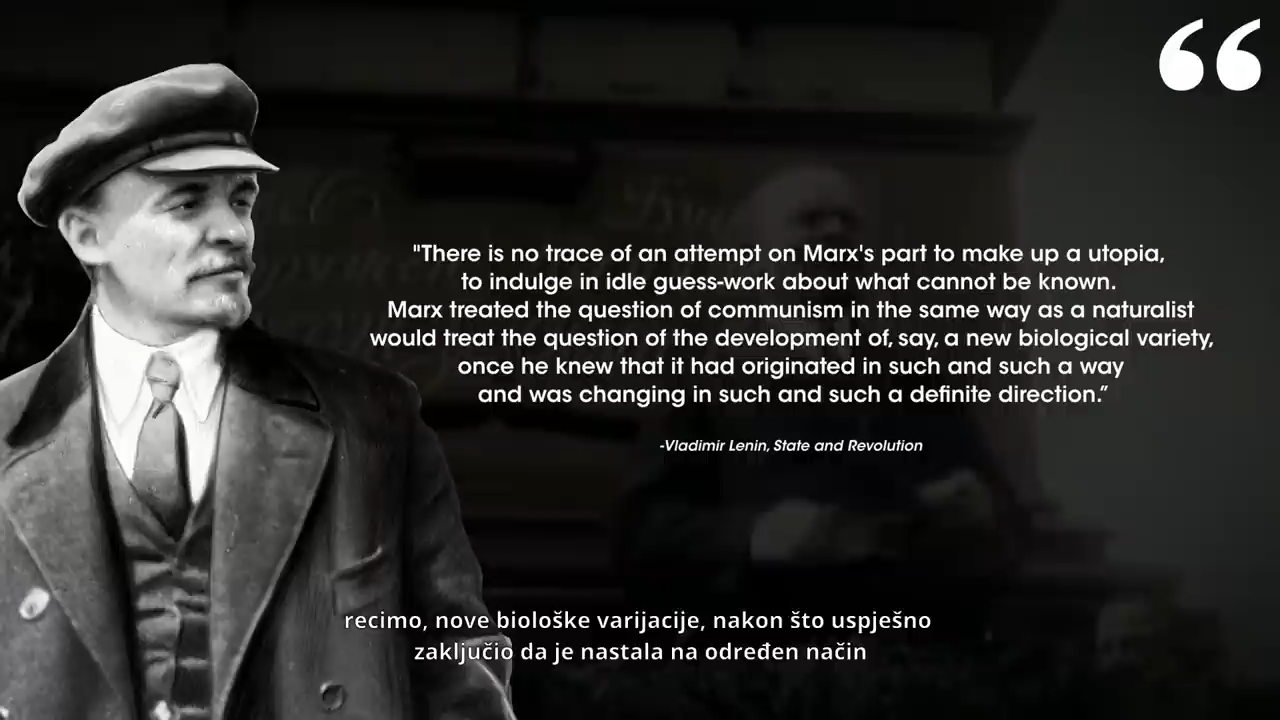 "There is no trace of an attempt on Marx's part to make up a utopia,
to indulge in idle guess-work about what cannot be known.
Marx treated the question of communism in the same way as a naturalist
would treat the question of the development of, say, a new biological variety,
once he knew that it had originated in such and such a way
and was changing in such and such a definite direction.”
-Vladimir Lenin, State and Revolution
recimo, nove biološke varijacije, nakon što uspješno
zaključio da je nastala na određen način